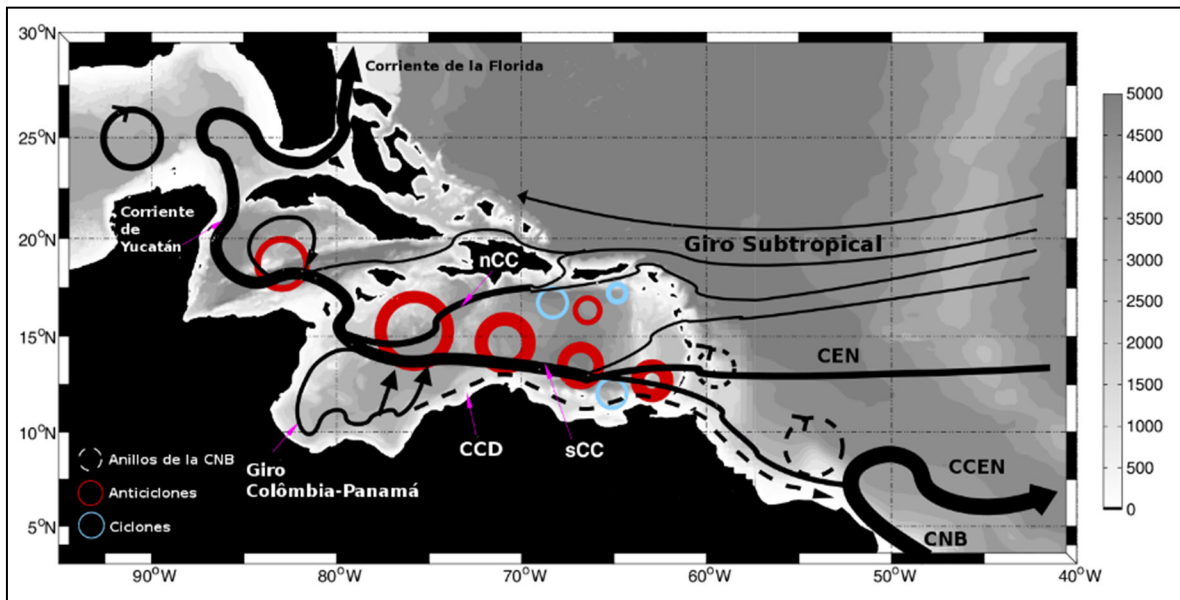 30°N
25°N
20°N
15°N
10°N
5°N
90°W
80°W
70°W
60°W
50°W
40°W
Corriente de la Florida
Corriente
de
Yucatán
Giro Subtropical
nCC
CEN
CCD
sCC
CCEN
CNB
Giro
Colômbia-Panamá
Anillos de la CNB
Anticiclones
Ciclones
5000
4500
4000
3500
3000
2500
2000
1500
1000
500
0